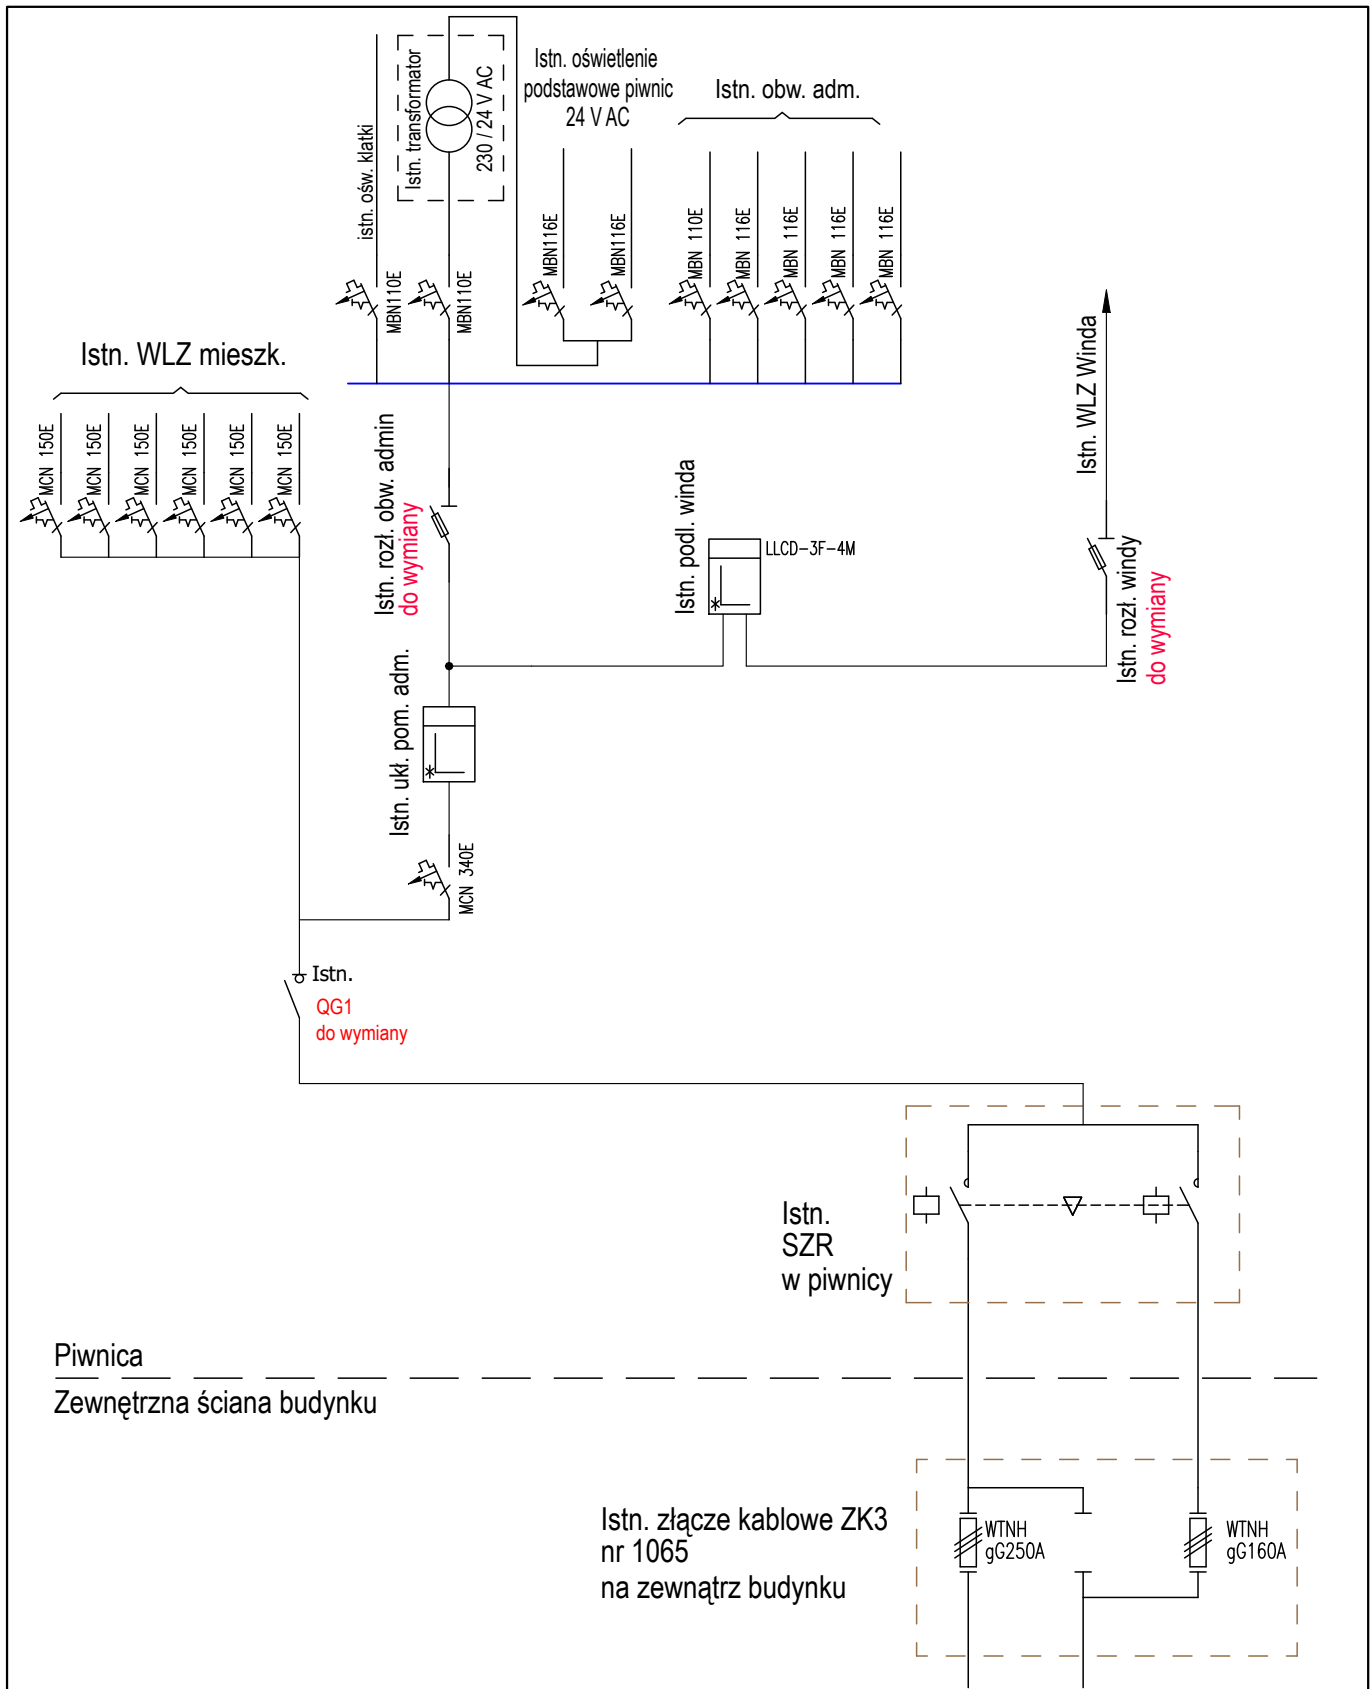 istn. ośw. klatki
Istn. transformator
230 / 24 V AC
Istn. oświetlenie
podstawowe piwnic
24 V AC
Istn. obw. adm.
MBN110E
MBN110E
MBN116E
MBN116E
MBN 110E
MBN 116E
MBN 116E
MBN 116E
MBN 116E
Istn. WLZ mieszk.
MCN 150E
MCN 150E
MCN 150E
MCN 150E
MCN 150E
MCN 150E
Istn. rozł. obw. admin
do wymiany
Istn. podl. winda
LLCD-3F-4M
Istn. WLZ Winda
Istn. rozł. windy
do wymiany
Istn. ukł. pom. adm.
MCN 340E
Istn.
QG1
do wymiany
Istn.
SZR
w piwnicy
Piwnica
Zewnętrzna ściana budynku
Istn. złącze kablowe ZK3
nr 1065
na zewnątrz budynku
WTNH
gG250A
WTNH
gG160A